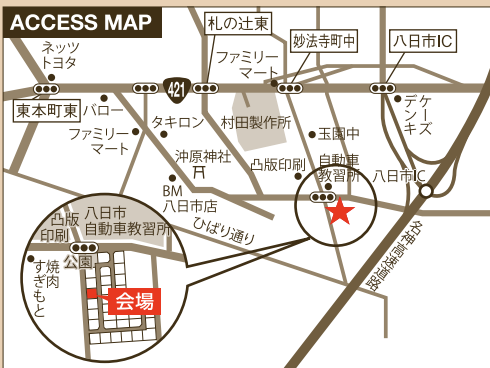 ACCESS MAP
札の辻東
妙法寺町中
八日市IC
ネッツ
トヨタ
ファミリー
マート
421
東本町東
バロー
ケーズ
デンキ
ファミリー
マート
タキロン
村田製作所
玉園中
沖原神社
凸版印刷
自動車
教習所
八日市IC
BM
八日市店
ひばり通り
名神高速道路
凸版
印刷
八日市
自動車教習所
公園
焼肉
すぎもと
会場